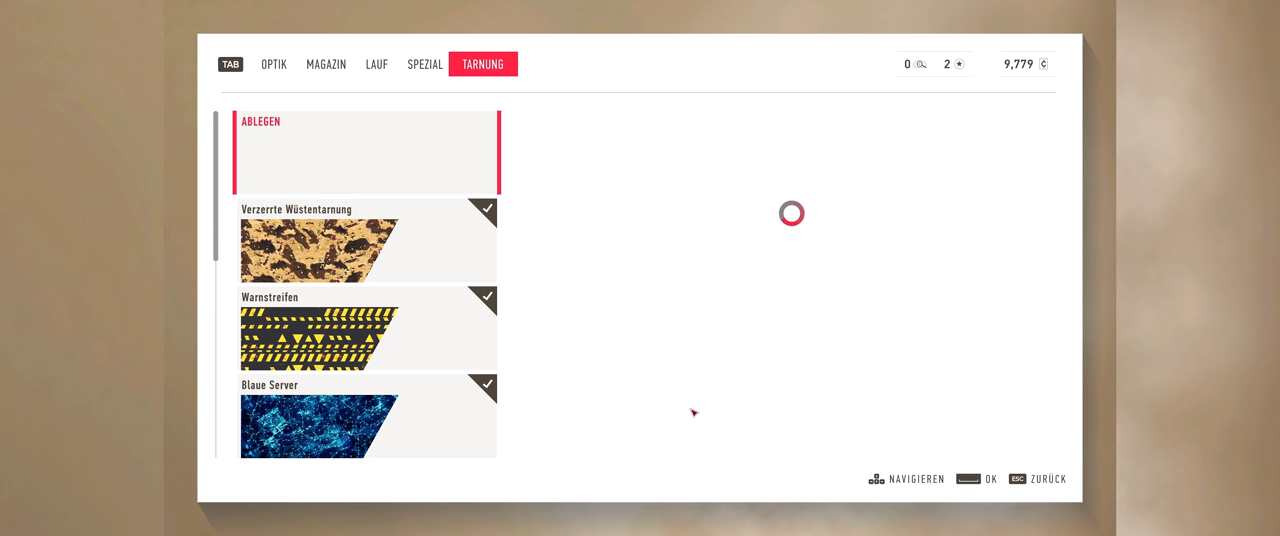 TAB OPTIK MAGAZIN LAUF SPEZIAL TARNUNG 0 2 9,779
ABLEGEN
Verzerrte Wüstentarnung
Warnstreifen
Blaue Server
NAVIGIEREN OK ESC ZURÜCK